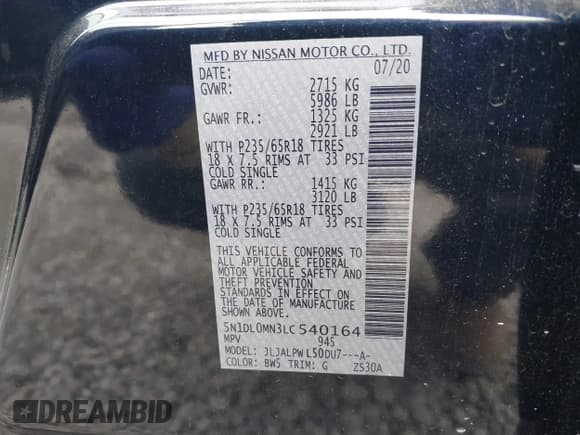 MFD BY NISSAN MOTOR CO., LTD.
DATE: 07/20
GVWR: 2715 KG
5986 LB
GAWR FR.: 1325 KG
2921 LB
WITH P235/65R18 TIRES
18 X 7.5 RIMS AT 33 PSI
COLD SINGLE
GAWR RR.: 1415 KG
3120 LB
WITH P235/65R18 TIRES
18 X 7.5 RIMS AT 33 PSI
COLD SINGLE
THIS VEHICLE CONFORMS TO
ALL APPLICABLE FEDERAL
MOTOR VEHICLE SAFETY AND
THEFT PREVENTION
STANDARDS IN EFFECT ON
THE DATE OF MANUFACTURE
SHOWN ABOVE.
5N1DL0MN3LC540164
MPV 945
MODEL: JLJALPW L50DU7---A-
COLOR: BW5 TRIM: G ZS30A
DREAMBID